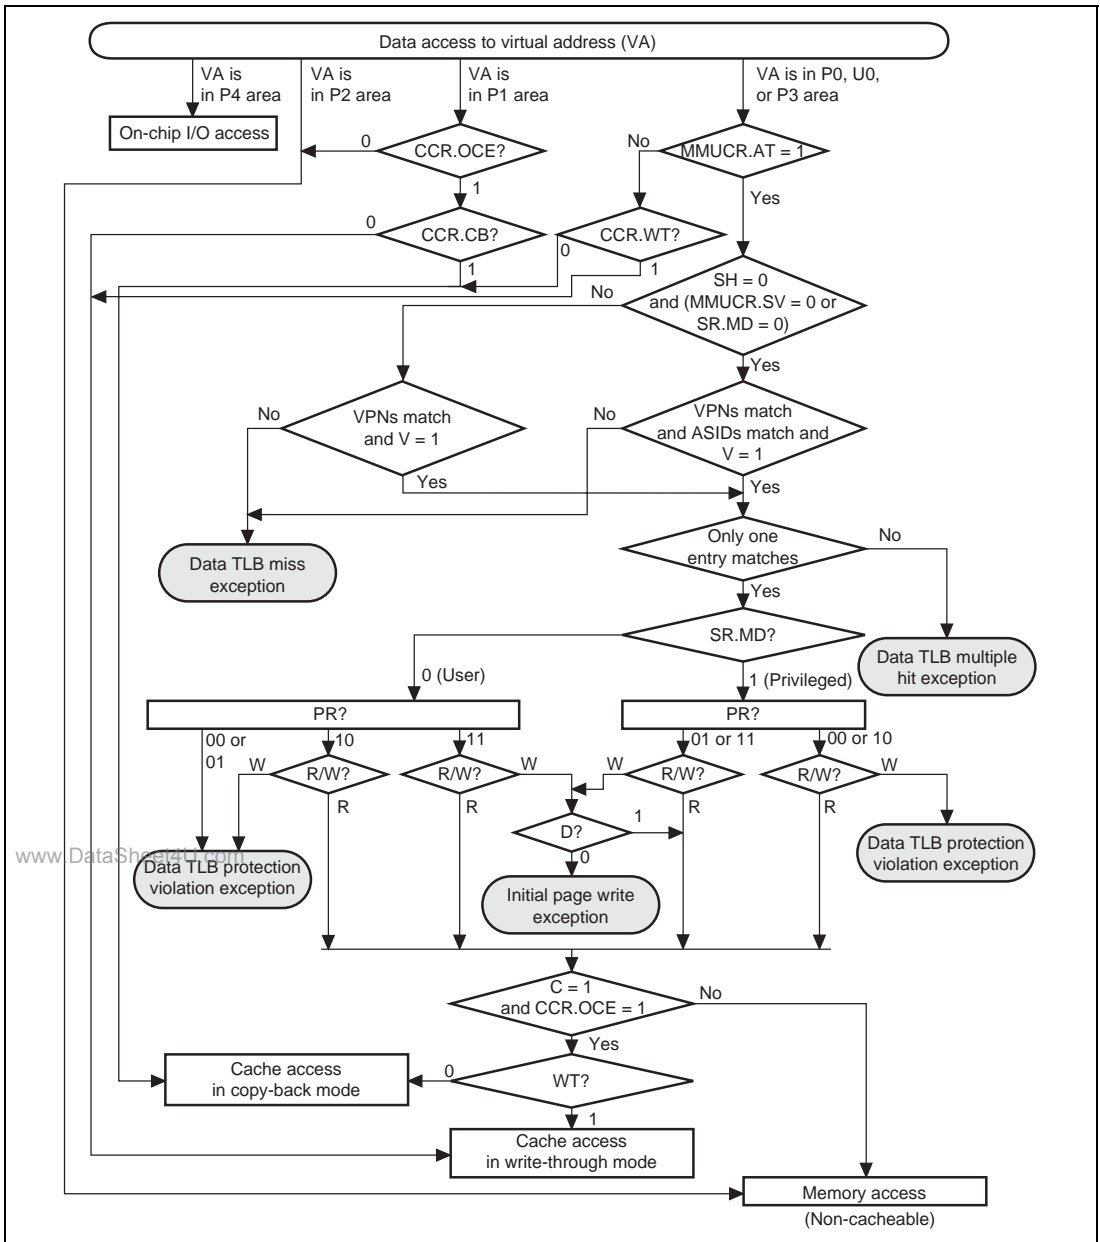 Data access to virtual address (VA)
VA is
in P4 area
VA is
in P2 area
VA is
in P1 area
VA is in P0, U0,
or P3 area
On-chip I/O access
0
CCR.OCE?
No
MMUCR.AT = 1
1
Yes
0
CCR.CB?
CCR.WT?
0
1
1
SH = 0
and (MMUCR.SV = 0 or
SR.MD = 0)
No
Yes
No
VPNs match
and V = 1
No
VPNs match
and ASIDs match and
V = 1
Yes
Yes
Only one
entry matches
No
Data TLB miss
exception
Yes
SR.MD?
Data TLB multiple
hit exception
0 (User)
1 (Privileged)
PR?
PR?
00 or
01
10
11
01 or 11
00 or 10
W
R/W?
R/W?
W
W
R/W?
R/W?
W
R
R
R
R
D?
1
0
www.DataSheet4U.com
Data TLB protection
violation exception
Data TLB protection
violation exception
Initial page write
exception
C = 1
and CCR.OCE = 1
No
Yes
Cache access
in copy-back mode
0
WT?
1
Cache access
in write-through mode
Memory access
(Non-cacheable)